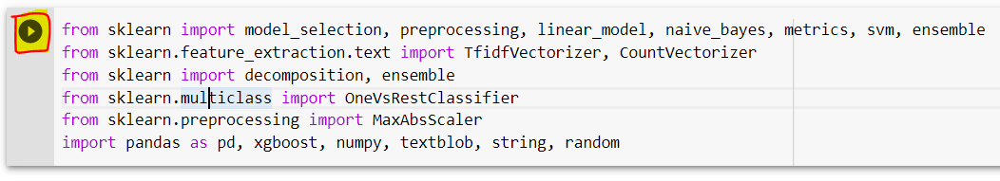 from sklearn import model_selection, preprocessing, linear_model, naive_bayes, metrics, svm, ensemble
from sklearn.feature_extraction.text import TfidfVectorizer, CountVectorizer
from sklearn import decomposition, ensemble
from sklearn.multiclass import OneVsRestClassifier
from sklearn.preprocessing import MaxAbsScaler
import pandas as pd, xgboost, numpy, textblob, string, random